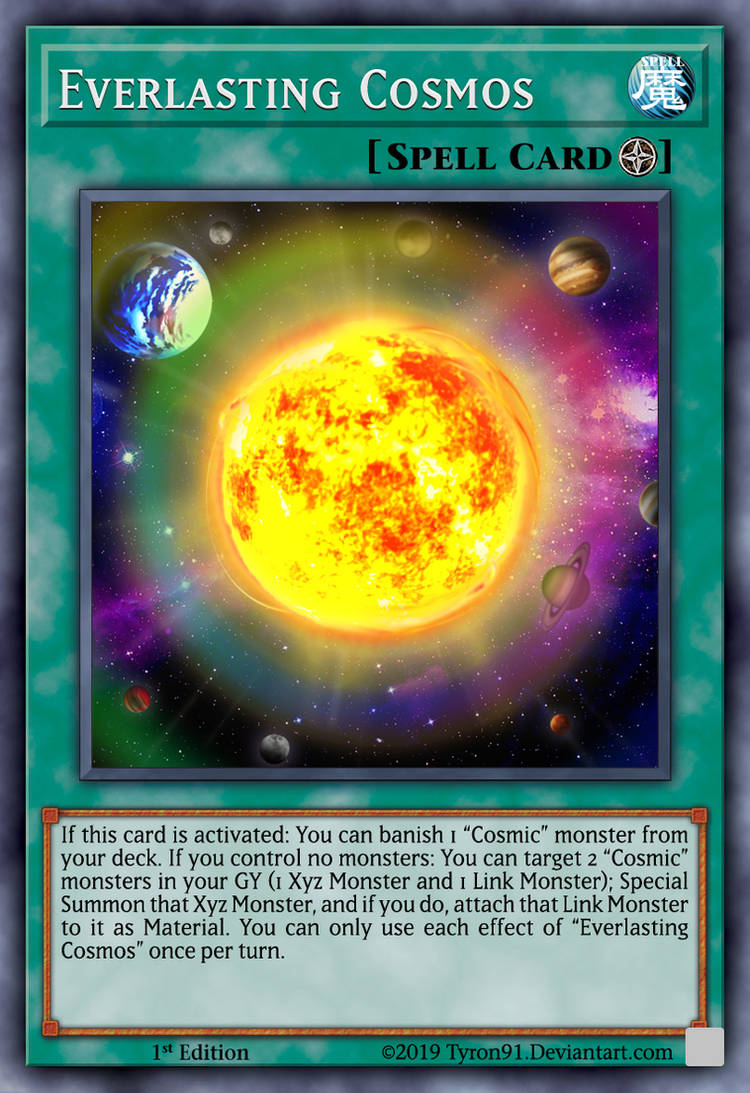 Everlasting Cosmos
SPELL
魔
[Spell Card]
If this card is activated: You can banish 1 “Cosmic” monster from
your deck. If you control no monsters: You can target 2 “Cosmic”
monsters in your GY (1 Xyz Monster and 1 Link Monster); Special
Summon that Xyz Monster, and if you do, attach that Link Monster
to it as Material. You can only use each effect of “Everlasting
Cosmos” once per turn.
1st Edition
©2019 Tyron91.Deviantart.com